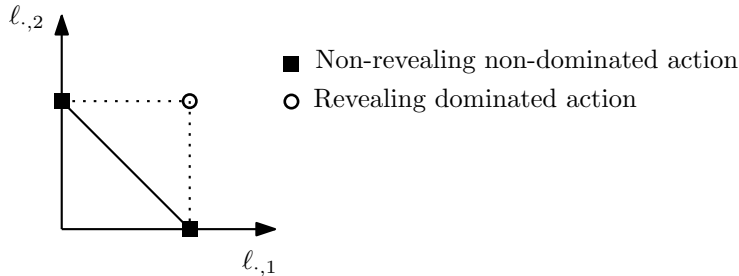 ℓ·,2
Non-revealing non-dominated action
Revealing dominated action
ℓ·,1